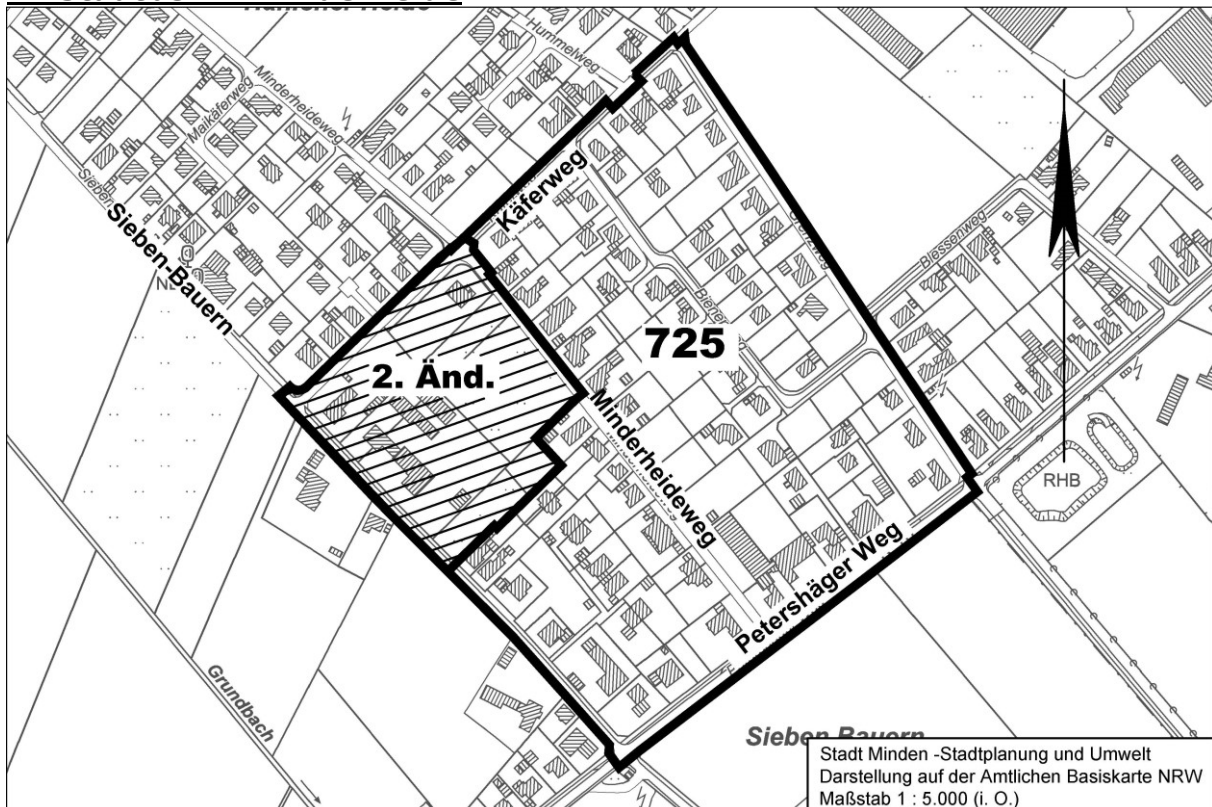 Hummelweg
Minderheideweg
Maikäferweg
Sieben-Bauern
Käferweg
Biessenweg
725
2. Änd.
Minderheideweg
Petershäger Weg
RHB
Grundbach
Sieben Bauern
Stadt Minden -Stadtplanung und Umwelt
Darstellung auf der Amtlichen Basiskarte NRW
Maßstab 1 : 5.000 (i. O.)